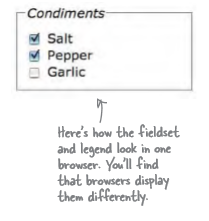 Condiments
Salt
Pepper
Garlic
Here's how the fieldset
and legend look in one
browser. You'll find
that browsers display
them differently.